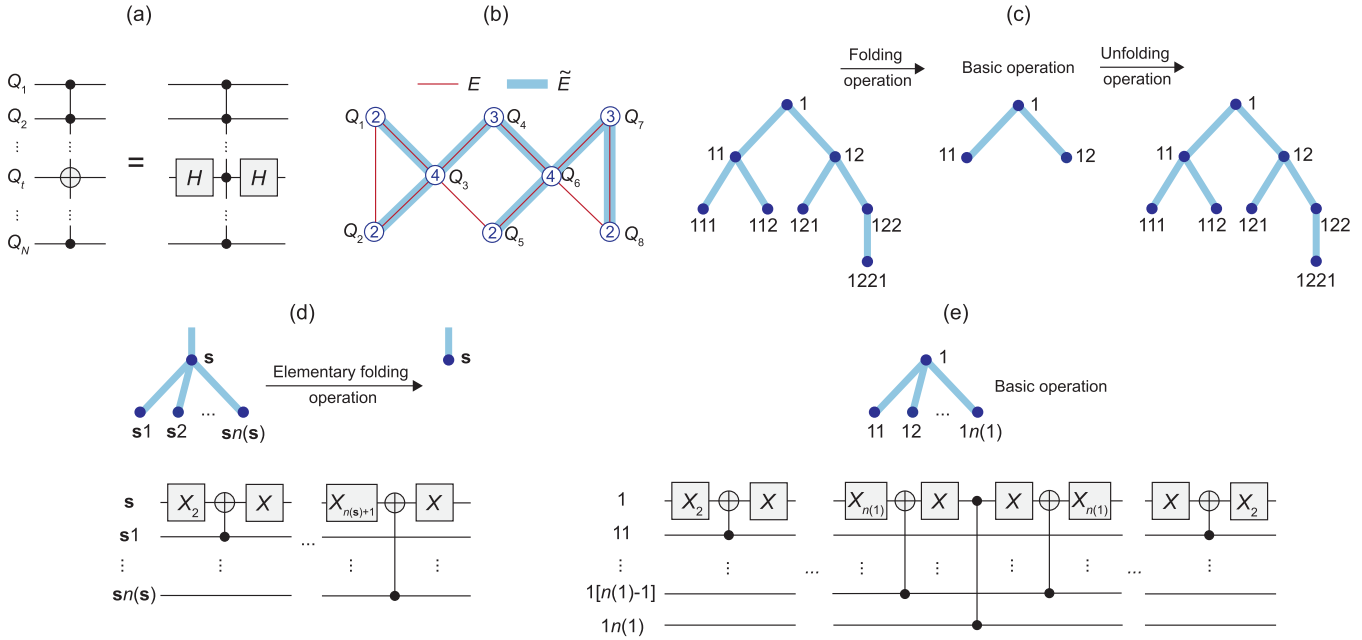 (a)
Q1
Q2
...
Qt
...
QN
=
H
H
(b)
E
Ẽ
Q1
2
3
Q4
3
Q7
4
Q3
4
Q6
Q2
2
2
Q5
2
Q8
(c)
Folding
operation
Basic operation
Unfolding
operation
1
11
12
111
112
121
122
1221
1
11
12
1
11
12
111
112
121
122
1221
(d)
s
s1
s2
...
sn(s)
Elementary folding
operation
s
s
X2
X
Xn(s)+1
X
s1
...
⋮
⋮
⋮
⋮
sn(s)
(e)
1
11
12
...
1n(1)
Basic operation
1
X2
X
Xn(1)
X
X
Xn(1)
X
X2
11
⋮
⋮
...
⋮
⋮
⋮
⋮
...
⋮
1[n(1)-1]
1n(1)